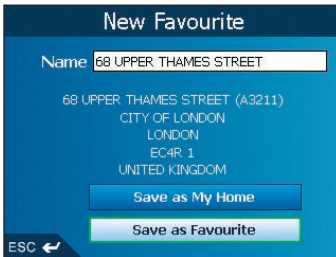 New Favourite
Name 68 UPPER THAMES STREET
68 UPPER THAMES STREET (A3211)
CITY OF LONDON
LONDON
EC4R 1
UNITED KINGDOM
Save as My Home
Save as Favourite
ESC